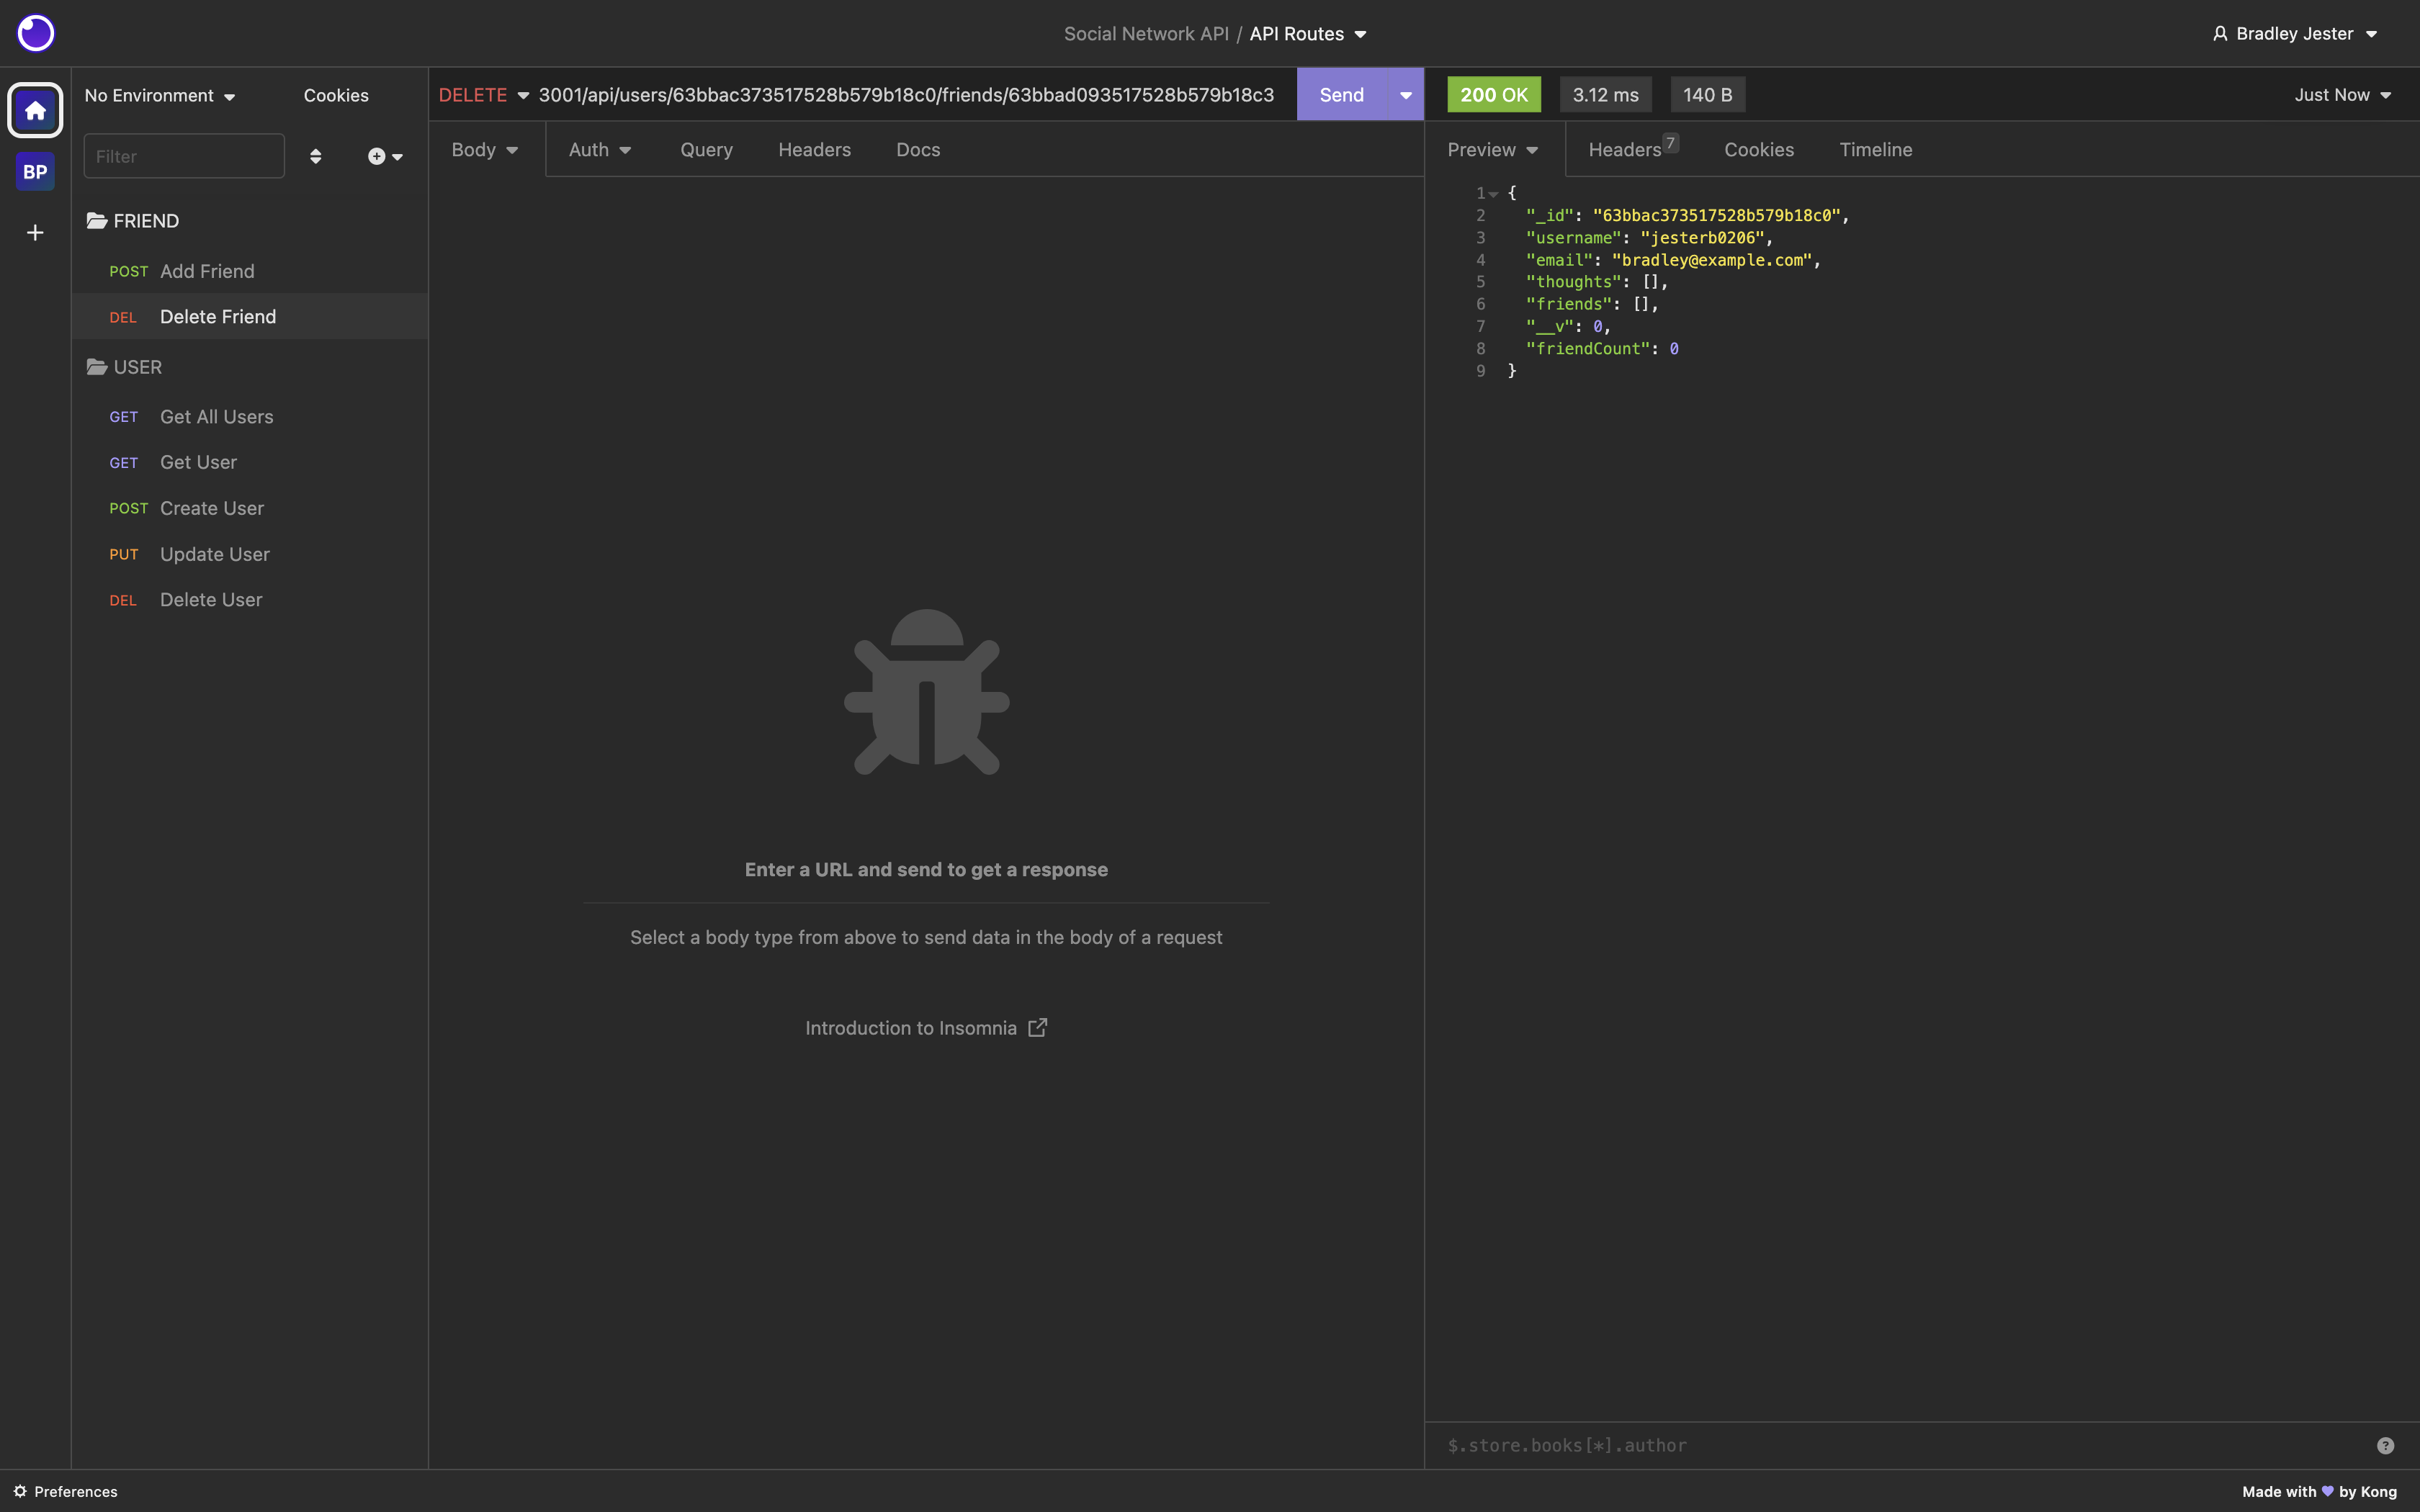 Social Network API / API Routes
Bradley Jester
No Environment
Cookies
DELETE 3001/api/users/63bbac373517528b579b18c0/friends/63bbad093517528b579b18c3
Send
200 OK
3.12 ms
140 B
Just Now
BP
Filter
Body
Auth
Query
Headers
Docs
Preview
Headers 7
Cookies
Timeline
FRIEND
POST Add Friend
DEL Delete Friend
USER
GET Get All Users
GET Get User
POST Create User
PUT Update User
DEL Delete User
Enter a URL and send to get a response
Select a body type from above to send data in the body of a request
Introduction to Insomnia
1 {
2 "_id": "63bbac373517528b579b18c0",
3 "username": "jesterb0206",
4 "email": "bradley@example.com",
5 "thoughts": [],
6 "friends": [],
7 "__v": 0,
8 "friendCount": 0
9 }
$.store.books[*].author
?
Preferences
Made with 💜 by Kong